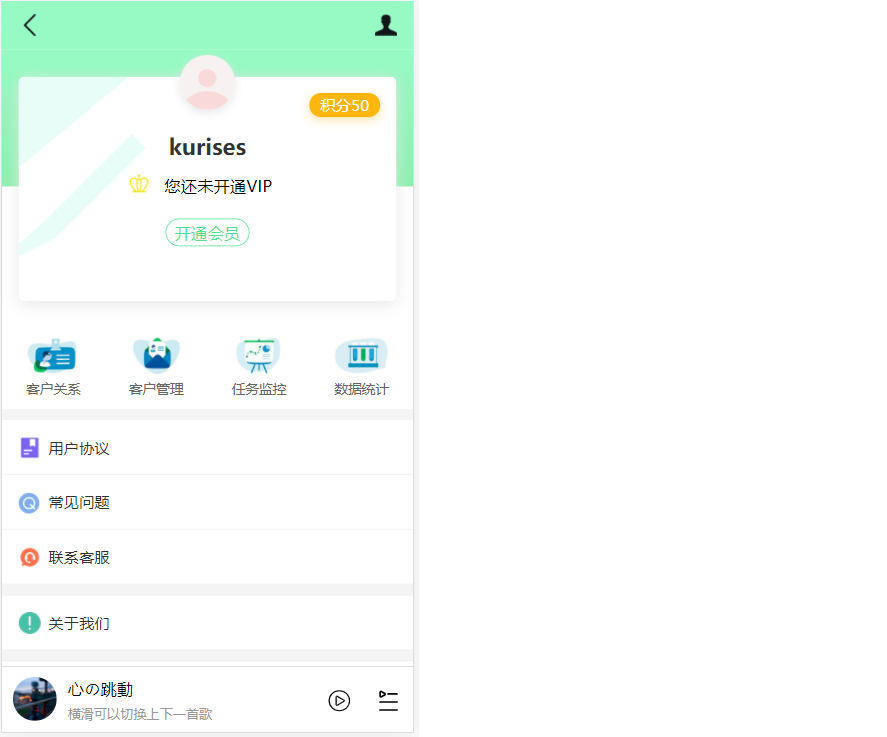 积分50
kurises
您还未开通VIP
开通会员
客户关系 客户管理 任务监控 数据统计
用户协议
常见问题
联系客服
关于我们
心の跳動
横滑可以切换上下一首歌